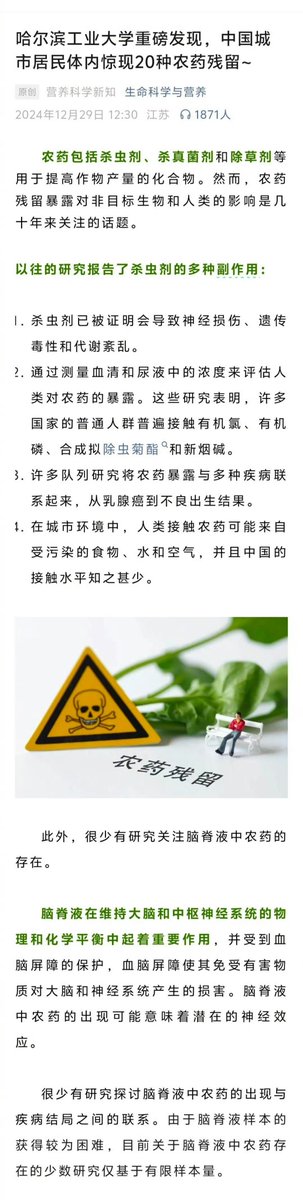 哈尔滨工业大学重磅发现，中国城
市居民体内惊现20种农药残留~
原创 营养科学新知 生命科学与营养
2024年12月29日 12:30 江苏 1871人
农药包括杀虫剂、杀真菌剂和除草剂等
用于提高作物产量的化合物。然而，农药
残留暴露对非目标生物和人类的影响是几
十年来关注的话题。
以往的研究报告了杀虫剂的多种副作用：
1. 杀虫剂已被证明会导致神经损伤、遗传
毒性和代谢紊乱。
2. 通过测量血清和尿液中的浓度来评估人
类对农药的暴露。这些研究表明，许多
国家的普通人群普遍接触有机氯、有机
磷、合成拟除虫菊酯和新烟碱。
3. 许多队列研究将农药暴露与多种疾病联
系起来，从乳腺癌到不良出生结果。
4. 在城市环境中，人类接触农药可能来自
受污染的食物、水和空气，并且中国的
接触水平知之甚少。
农药残留
此外，很少有研究关注脑脊液中农药的
存在。
脑脊液在维持大脑和中枢神经系统的物
理和化学平衡中起着重要作用，并受到血
脑屏障的保护，血脑屏障使其免受有害物
质对大脑和神经系统产生的损害。脑脊液
中农药的出现可能意味着潜在的神经效
应。
很少有研究探讨脑脊液中农药的出现与
疾病结局之间的联系。由于脑脊液样本的
获得较为困难，目前关于脑脊液中农药存
在的少数研究仅基于有限样本量。